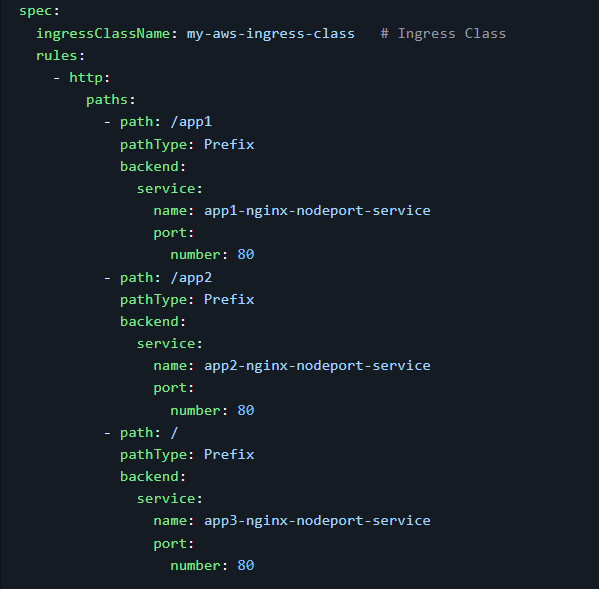 spec:
  ingressClassName: my-aws-ingress-class   # Ingress Class
  rules:
    - http:
        paths:
          - path: /app1
            pathType: Prefix
            backend:
              service:
                name: app1-nginx-nodeport-service
                port:
                  number: 80
          - path: /app2
            pathType: Prefix
            backend:
              service:
                name: app2-nginx-nodeport-service
                port:
                  number: 80
          - path: /
            pathType: Prefix
            backend:
              service:
                name: app3-nginx-nodeport-service
                port:
                  number: 80